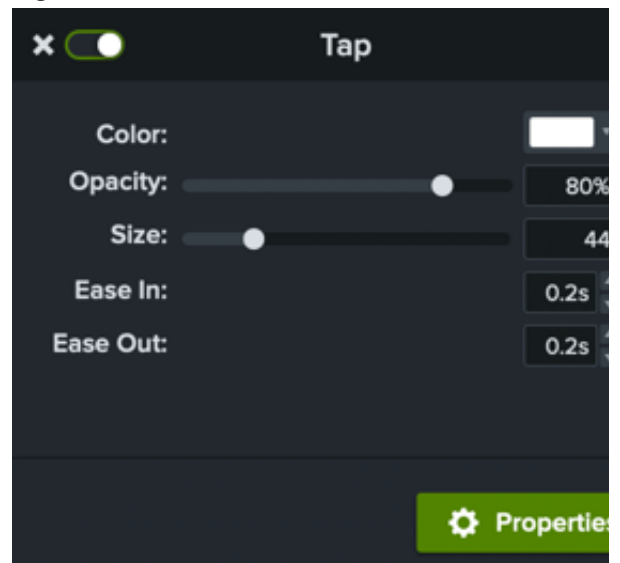 Tap
Color:
Opacity: 80%
Size: 44
Ease In: 0.2s
Ease Out: 0.2s
Properties